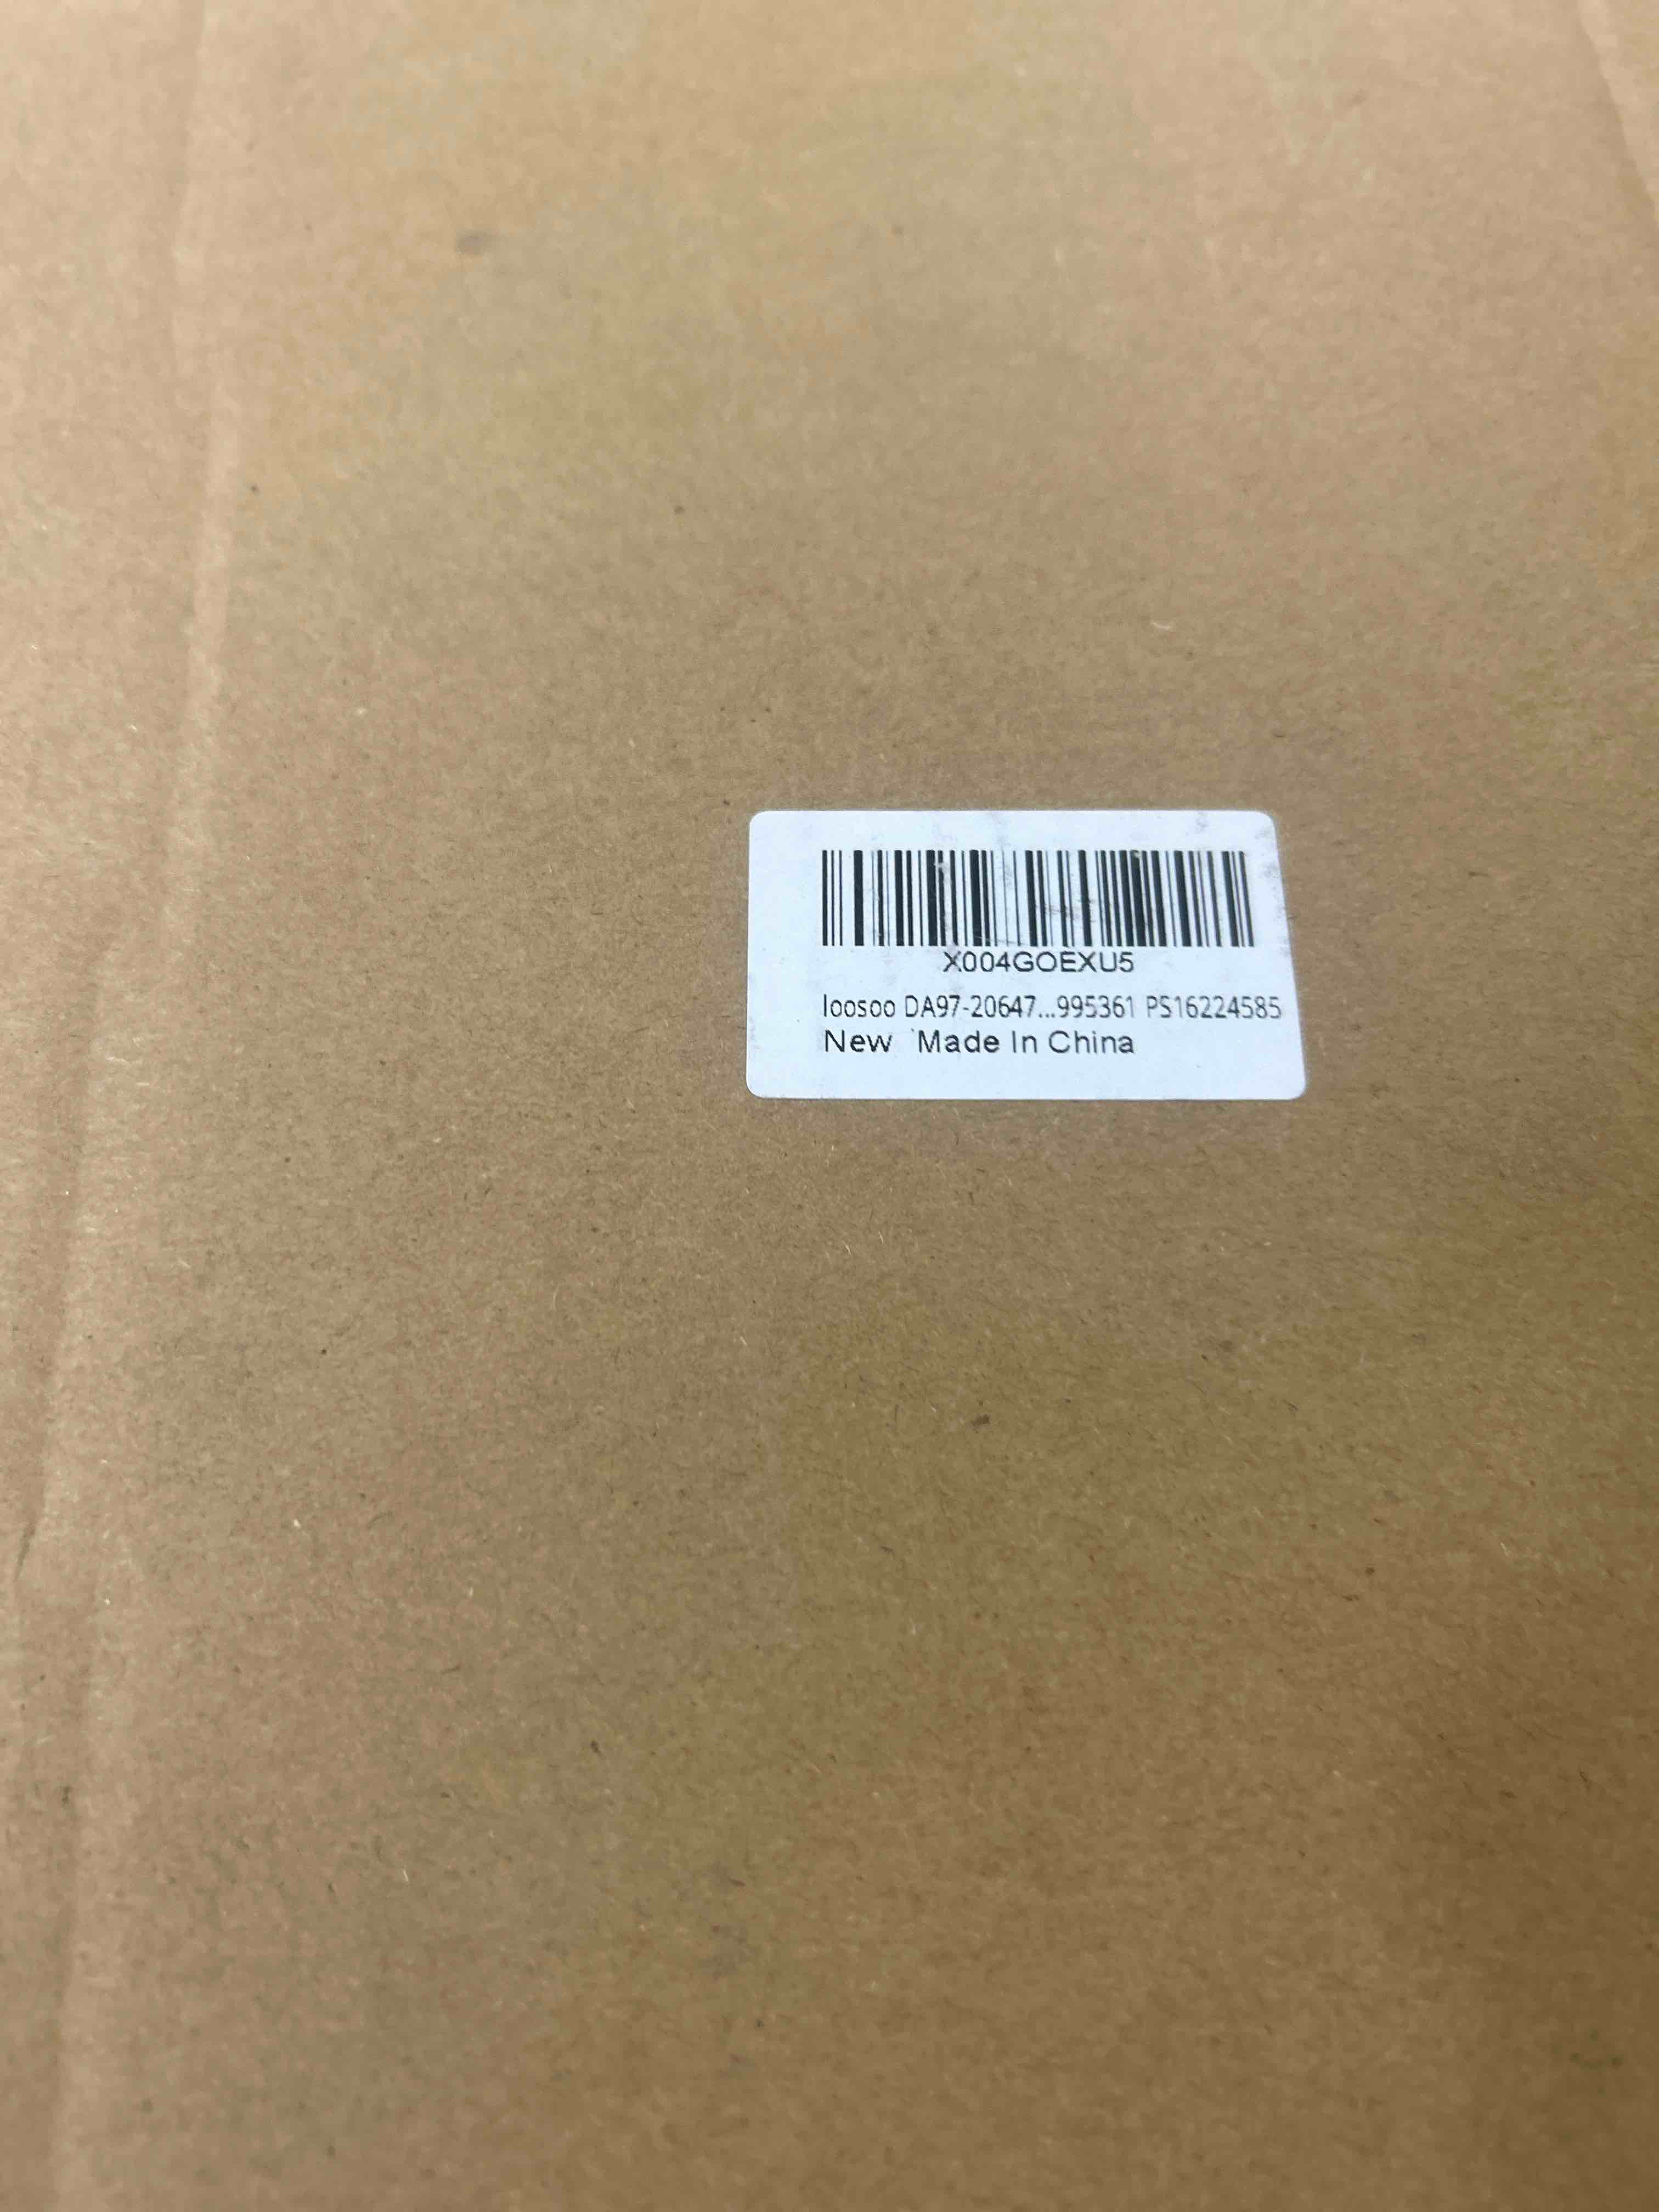 X004GOEXU5
loosoo DA97-20647...995361 PS16224585
New Made In China